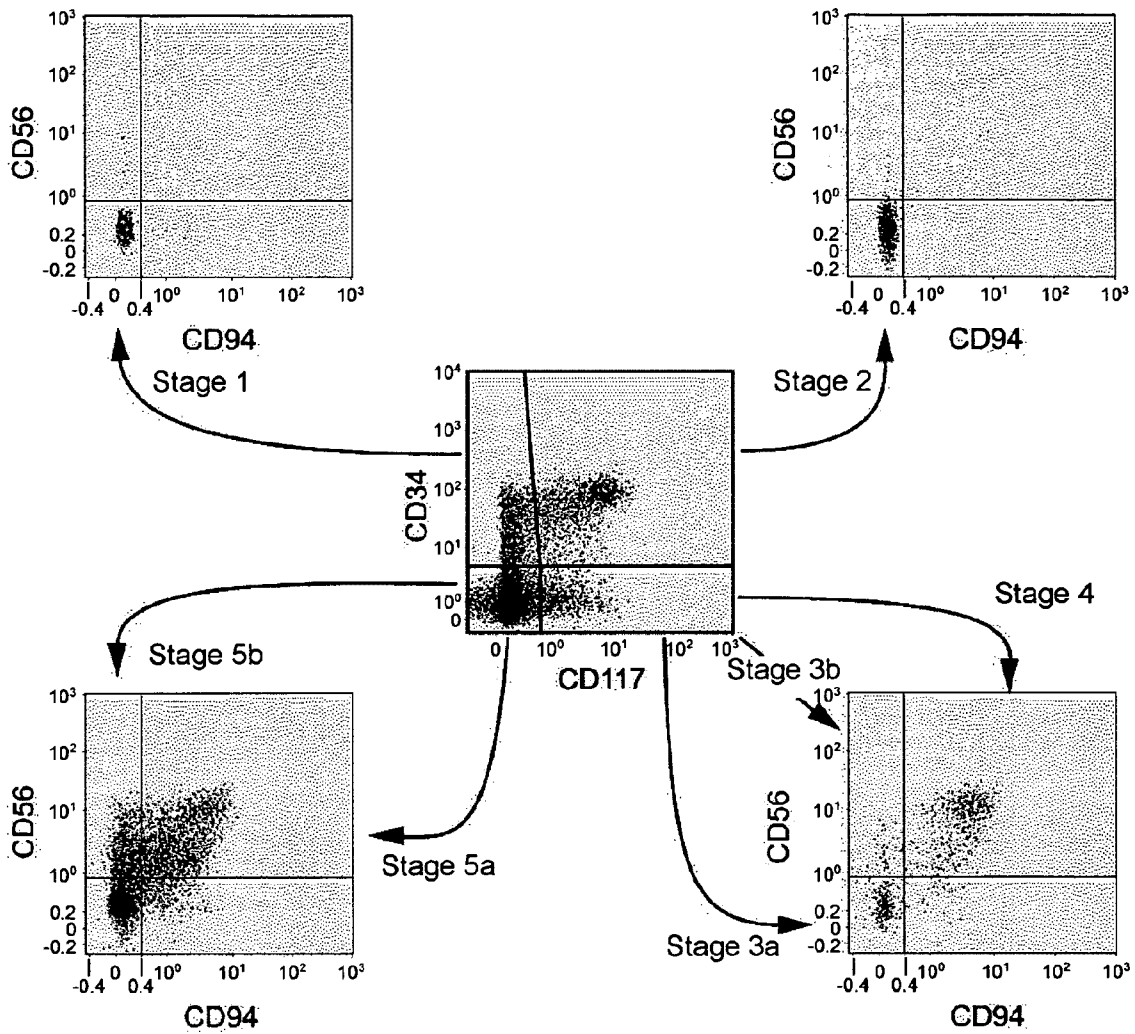 10³
10²
10¹
10⁰
0.2
0
-0.2
CD56
-0.4 0 0.4 10⁰ 10¹ 10² 10³
CD94
10³
10²
10¹
10⁰
0.2
0
-0.2
CD56
-0.4 0 0.4 10⁰ 10¹ 10² 10³
CD94
Stage 1
Stage 2
10⁴
10³
10²
10¹
10⁰
0
CD34
0 10⁰ 10¹ 10² 10³
CD117
Stage 4
Stage 5b
Stage 3b
Stage 5a
Stage 3a
10³
10²
10¹
10⁰
0.2
0
-0.2
CD56
-0.4 0 0.4 10⁰ 10¹ 10² 10³
CD94
10³
10²
10¹
10⁰
0.2
0
-0.2
CD56
-0.4 0 0.4 10⁰ 10¹ 10² 10³
CD94